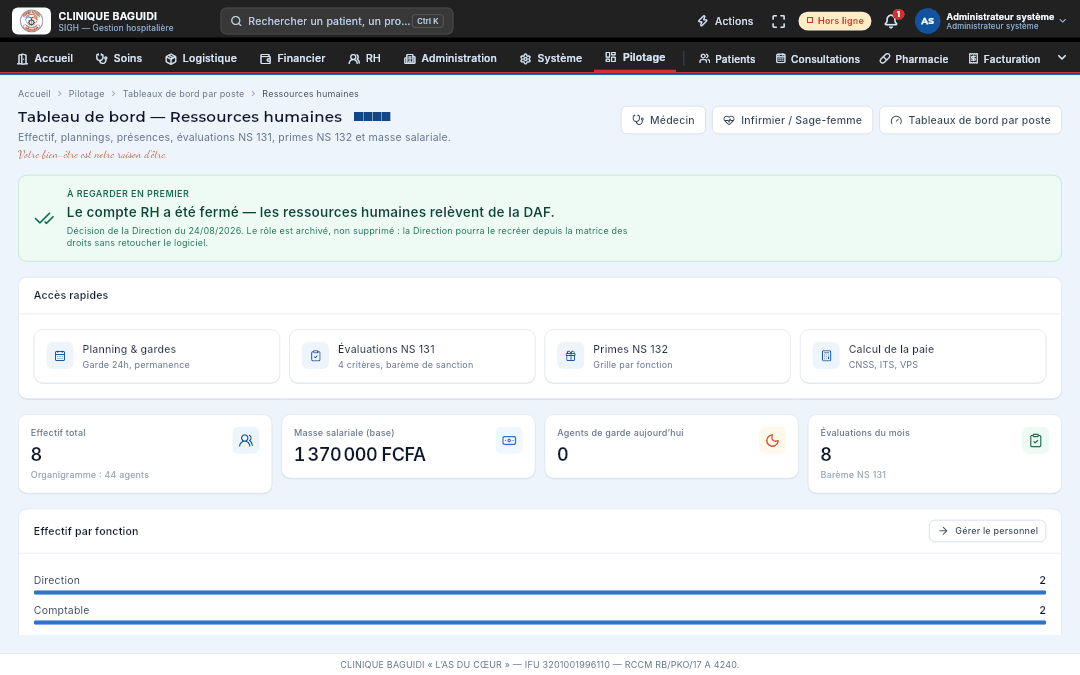 CLINIQUE BAGUIDI
SIGH — Gestion hospitalière
Rechercher un patient, un pro... Ctrl K
Actions
Hors ligne
1
AS
Administrateur système
Administrateur système
Accueil
Soins
Logistique
Financier
RH
Administration
Système
Pilotage
Patients
Consultations
Pharmacie
Facturation
Accueil > Pilotage > Tableaux de bord par poste > Ressources humaines
Tableau de bord — Ressources humaines
Effectif, plannings, présences, évaluations NS 131, primes NS 132 et masse salariale.
Votre bien-être est notre raison d'être.
Médecin
Infirmier / Sage-femme
Tableaux de bord par poste
À REGARDER EN PREMIER
Le compte RH a été fermé — les ressources humaines relèvent de la DAF.
Décision de la Direction du 24/08/2026. Le rôle est archivé, non supprimé : la Direction pourra le recréer depuis la matrice des
droits sans retoucher le logiciel.
Accès rapides
Planning & gardes
Garde 24h, permanence
Évaluations NS 131
4 critères, barème de sanction
Primes NS 132
Grille par fonction
Calcul de la paie
CNSS, ITS, VPS
Effectif total
8
Organigramme : 44 agents
Masse salariale (base)
1 370 000 FCFA
Agents de garde aujourd'hui
0
Évaluations du mois
8
Barème NS 131
Effectif par fonction
Gérer le personnel
Direction 2
Comptable 2
CLINIQUE BAGUIDI « L'AS DU CŒUR » — IFU 3201001996110 — RCCM RB/PKO/17 A 4240.